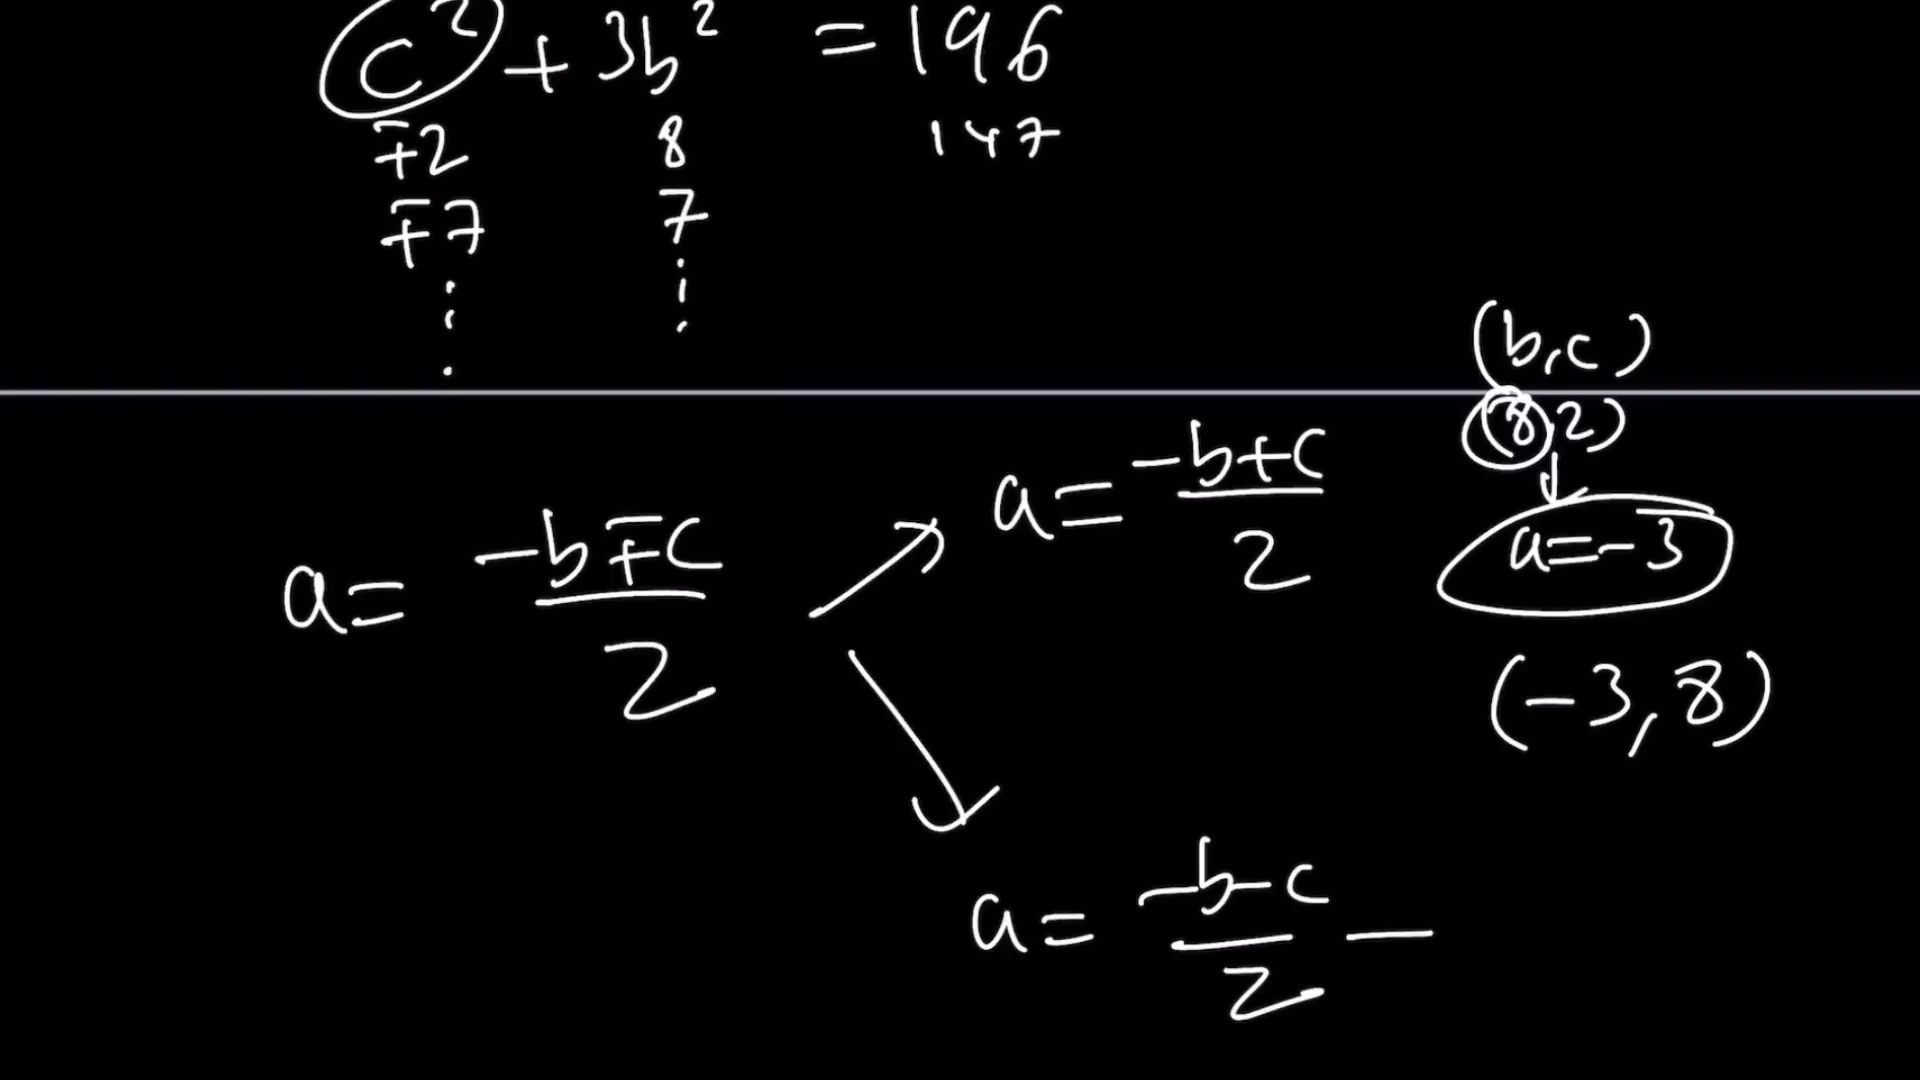 c² + 3b² = 196
∓2 8 147
∓7 7
(b,c)
(8,2)
a = (-b∓c)/2
a = (-b+c)/2
a=-3
(-3,8)
a = (-b-c)/2 —